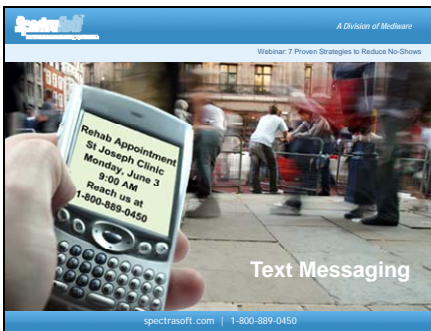 SpectraSoft
A Division of Mediware
Webinar: 7 Proven Strategies to Reduce No-Shows
Rehab Appointment
St Joseph Clinic
Monday, June 3
9:00 AM
Reach us at
1-800-889-0450
Text Messaging
spectrasoft.com | 1-800-889-0450